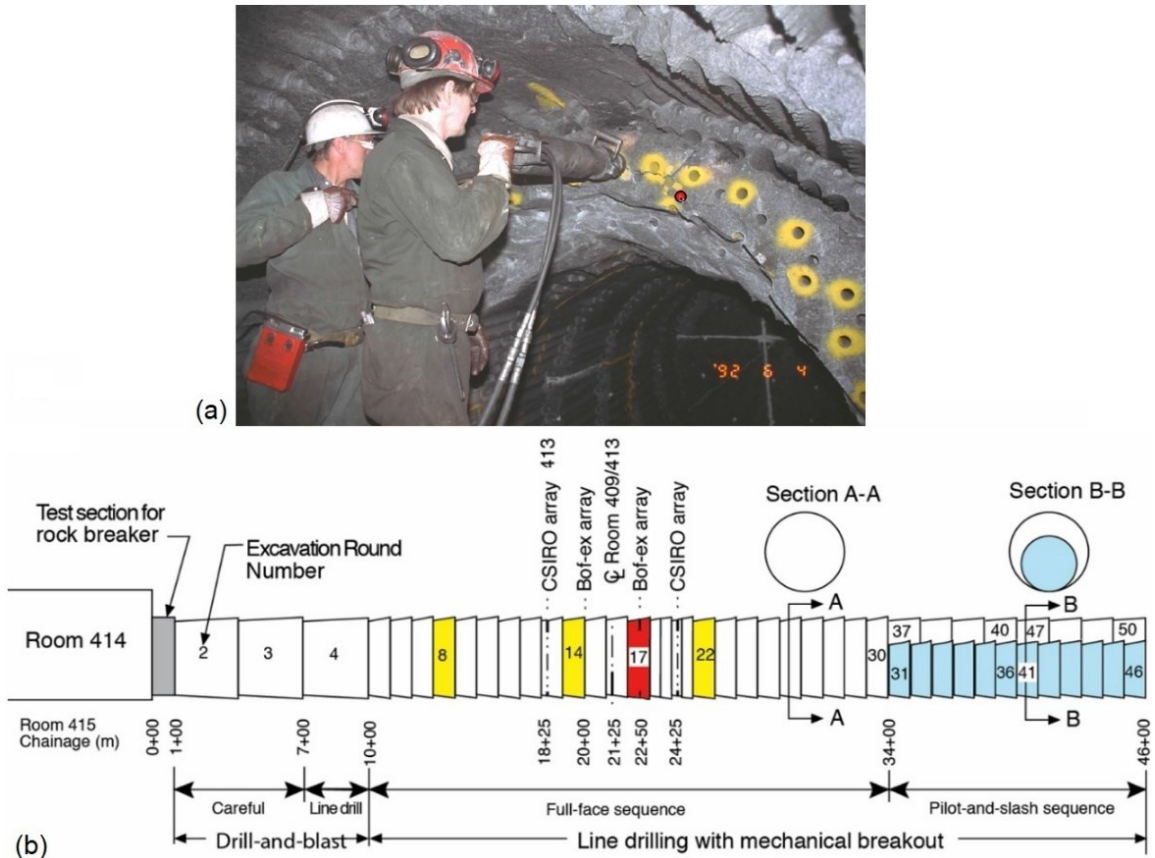 '92 6 4
(a)
Test section for
rock breaker
Excavation Round
Number
CSIRO array 413
Bof-ex array
℄ Room 409/413
Bof-ex array
CSIRO array
Section A-A
Section B-B
A
B
Room 414
2
3
4
8
14
17
22
30
37
40
47
50
31
36
41
46
A
B
Room 415
Chainage (m)
0+00
1+00
7+00
10+00
18+25
20+00
21+25
22+50
24+25
34+00
46+00
Careful
Line drill
Full-face sequence
Pilot-and-slash sequence
(b)
Drill-and-blast
Line drilling with mechanical breakout